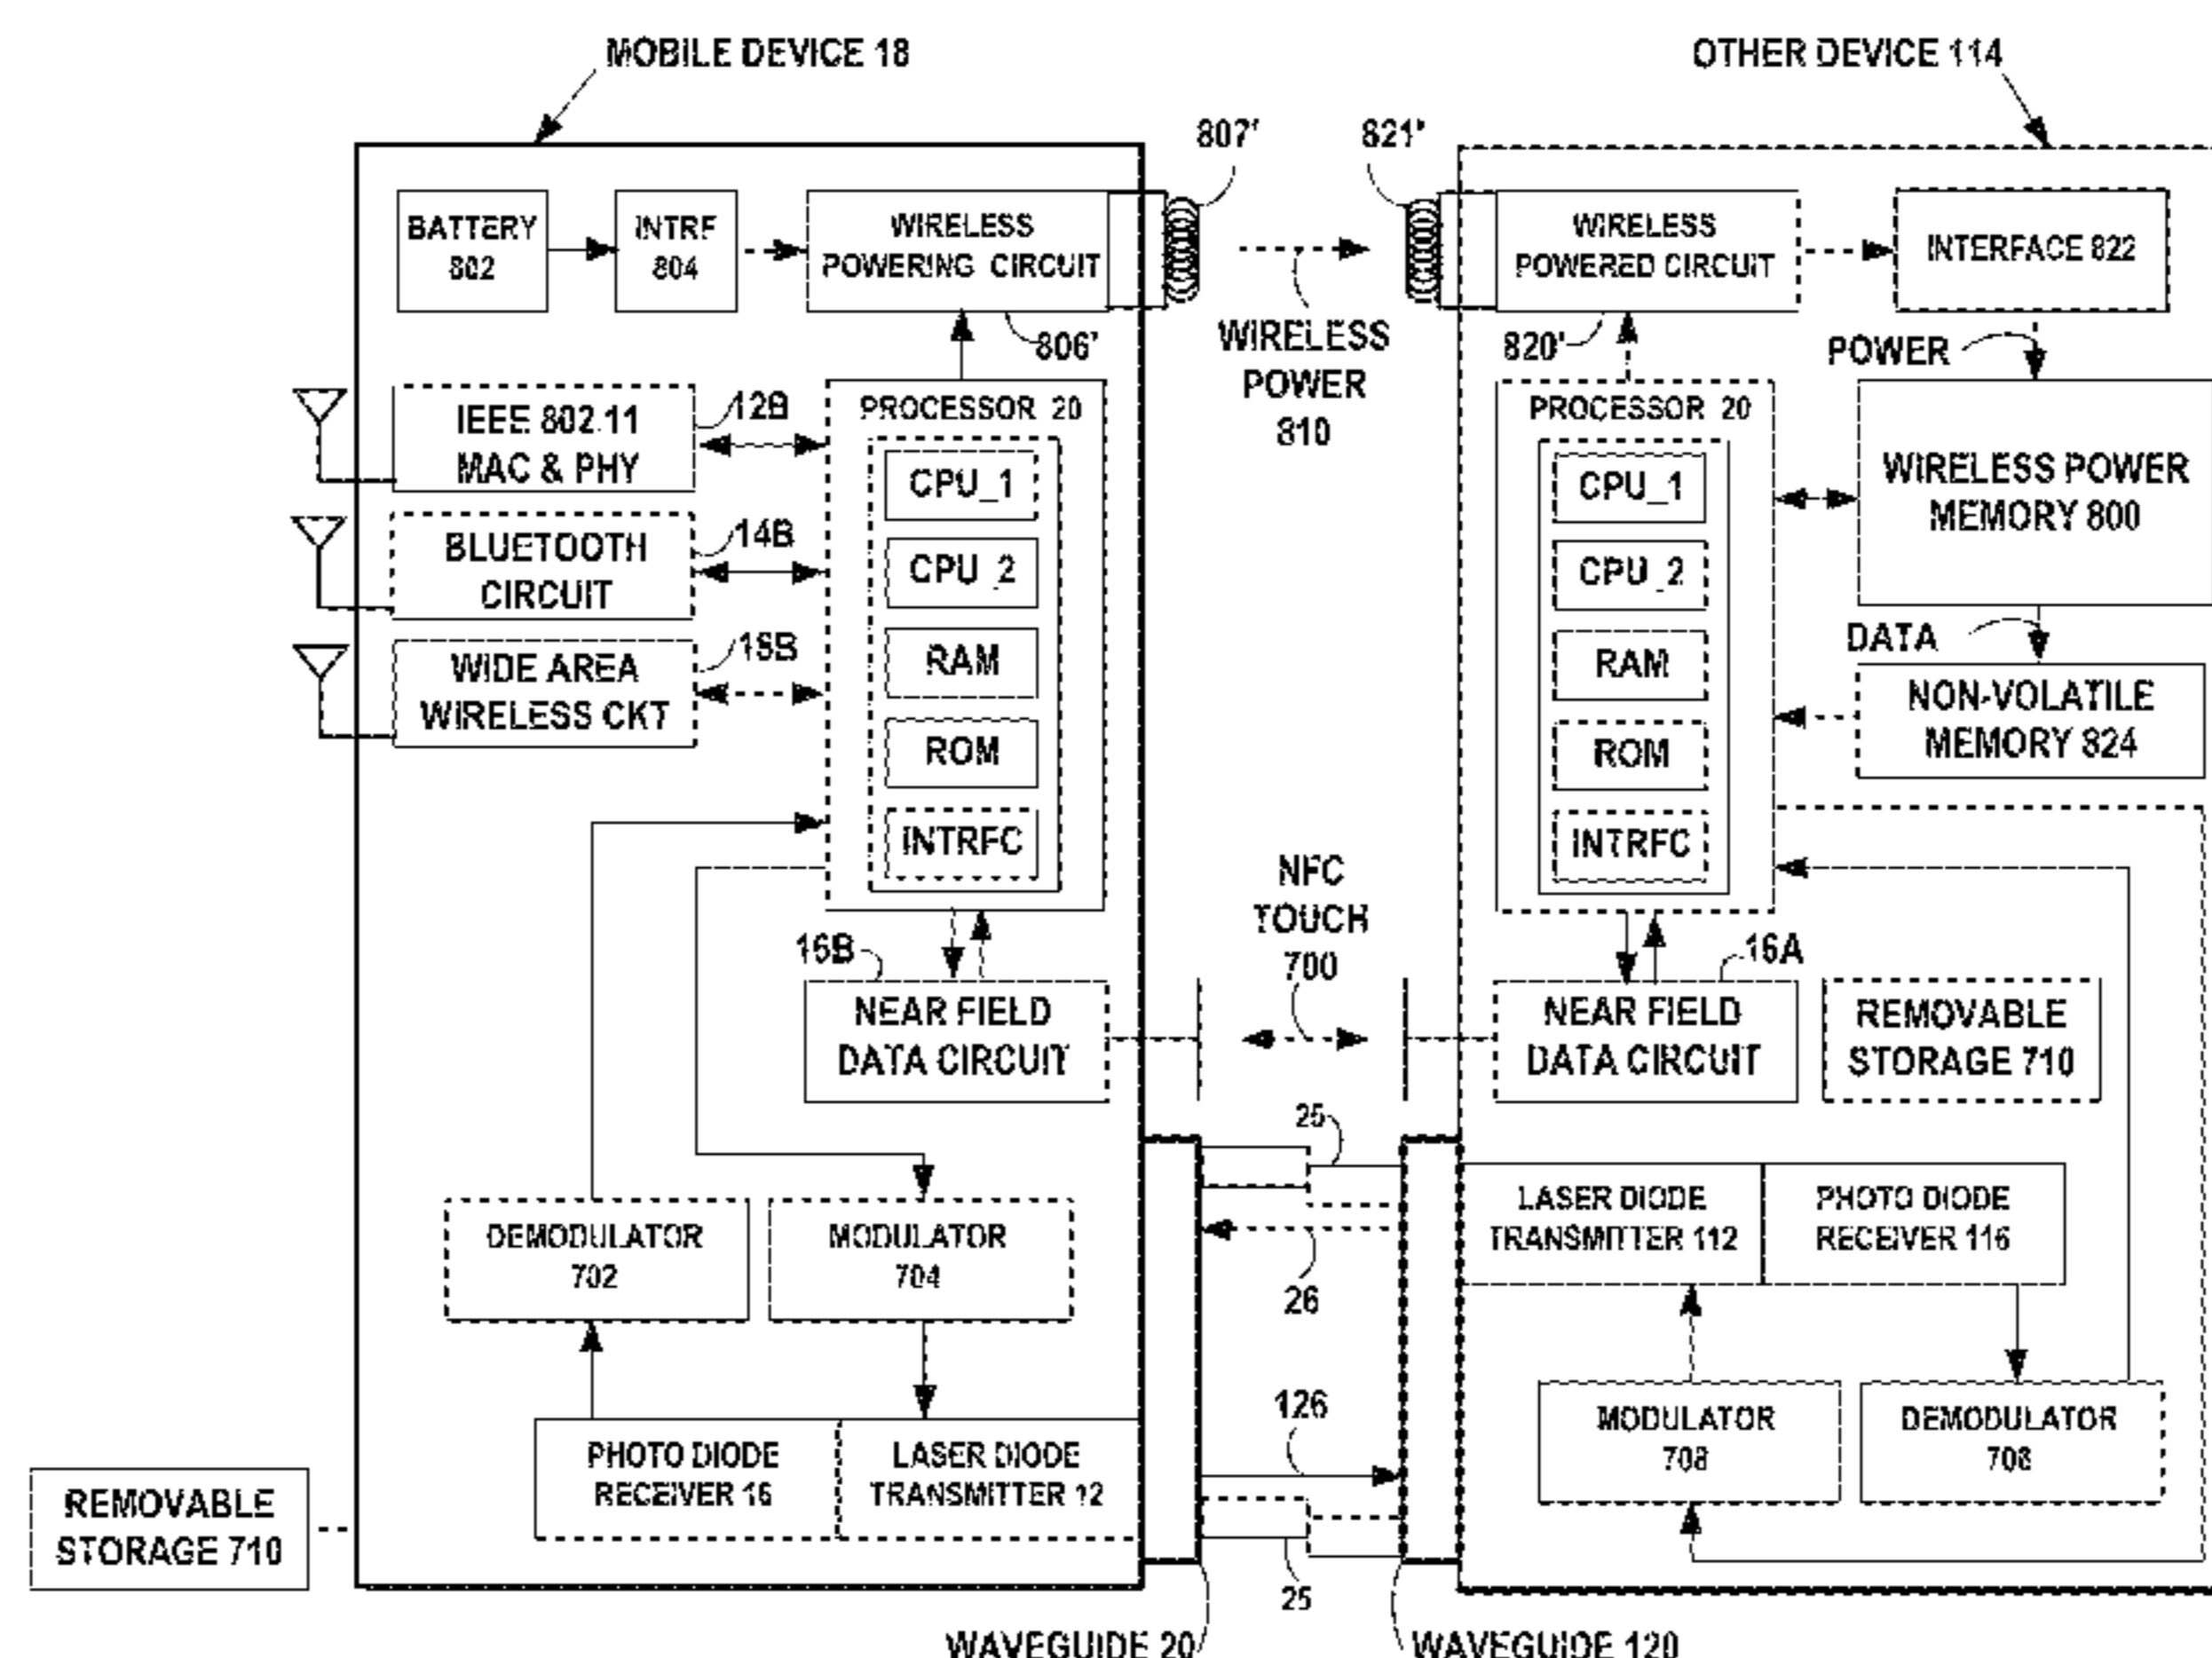 MOBILE DEVICE 18
OTHER DEVICE 114
807'
821'
BATTERY
802
INTRF
804
WIRELESS
POWERING CIRCUIT
806'
WIRELESS
POWER
810
WIRELESS
POWERED CIRCUIT
820'
INTERFACE 822
POWER
IEEE 802.11
MAC & PHY
12B
BLUETOOTH
CIRCUIT
14B
WIDE AREA
WIRELESS CKT
18B
PROCESSOR 20
CPU_1
CPU_2
RAM
ROM
INTRFC
PROCESSOR 20
CPU_1
CPU_2
RAM
ROM
INTRFC
WIRELESS POWER
MEMORY 800
DATA
NON-VOLATILE
MEMORY 824
NFC
TOUCH
700
16B
NEAR FIELD
DATA CIRCUIT
16A
NEAR FIELD
DATA CIRCUIT
REMOVABLE
STORAGE 710
25
26
126
25
DEMODULATOR
702
MODULATOR
704
PHOTO DIODE
RECEIVER 16
LASER DIODE
TRANSMITTER 12
LASER DIODE
TRANSMITTER 112
PHOTO DIODE
RECEIVER 116
MODULATOR
708
DEMODULATOR
708
REMOVABLE
STORAGE 710
WAVEGUIDE 20
WAVEGUIDE 120